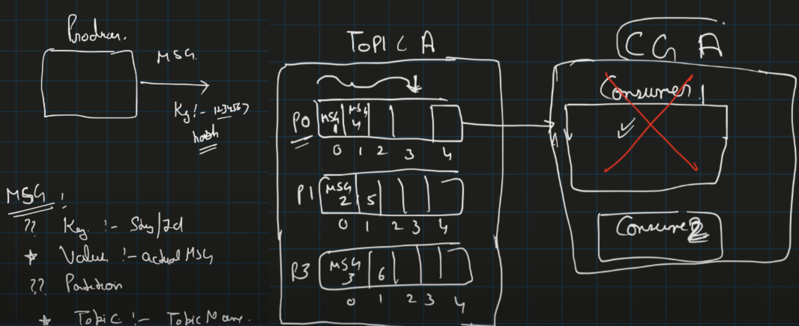 Producer.
MSG.
Key :- 1234567
hash
MSG :
?? Key :- Str/Id
* Value :- actual MSG
?? Partition
* Topic :- Topic Name.
TOPIC A
P0 MSG 1 MSG 4
0 1 2 3 4
P1 MSG 2 5
0 1 2 3 4
P3 MSG 3 6
0 1 2 3 4
CG A
Consumer 1
Consumer 2